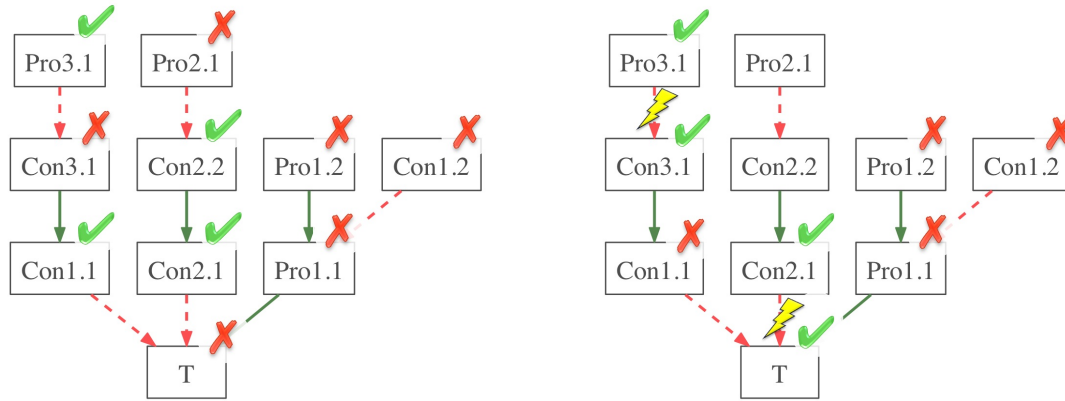 Pro3.1 Pro2.1 Pro3.1 Pro2.1
Con3.1 Con2.2 Pro1.2 Con1.2 Con3.1 Con2.2 Pro1.2 Con1.2
Con1.1 Con2.1 Pro1.1 Con1.1 Con2.1 Pro1.1
T T